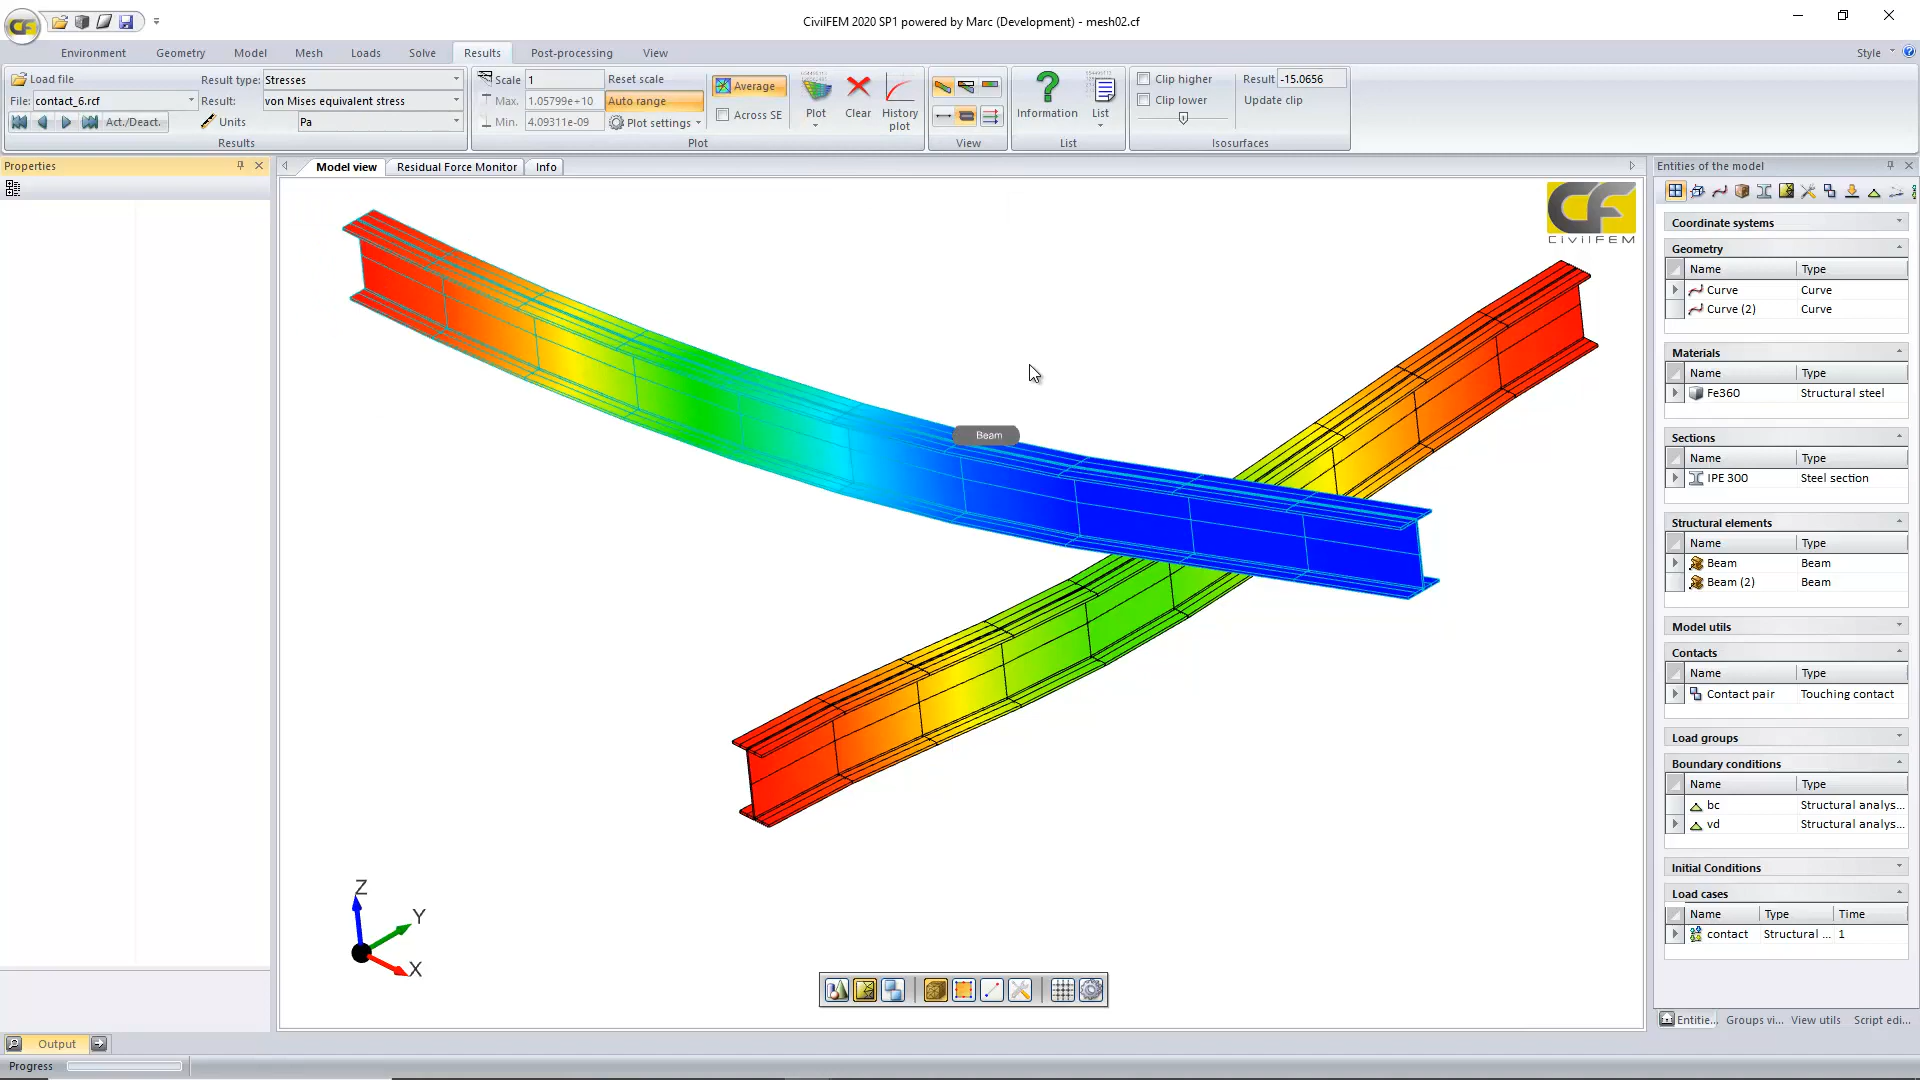 CivilFEM 2020 SP1 powered by Marc (Development) - mesh02.cf
Environment Geometry Model Mesh Loads Solve Results Post-processing View Style
Load file
File: contact_6.rcf
Act./Deact.
Result type: Stresses
Result: von Mises equivalent stress
Units Pa
Results
Scale 1 Reset scale
Max. 1.05799e+10 Auto range
Min. 4.09311e-09 Plot settings
Average
Across SE
Plot
Clear
History plot
Plot
View
Information
List
List
Clip higher Result -15.0656
Clip lower Update clip
Isosurfaces
Properties
Model view Residual Force Monitor Info
CF
CIVILFEM
Beam
Z
Y
X
Entities of the model
Coordinate systems
Geometry
Name Type
Curve Curve
Curve (2) Curve
Materials
Name Type
Fe360 Structural steel
Sections
Name Type
IPE 300 Steel section
Structural elements
Name Type
Beam Beam
Beam (2) Beam
Model utils
Contacts
Name Type
Contact pair Touching contact
Load groups
Boundary conditions
Name Type
bc Structural analys...
vd Structural analys...
Initial Conditions
Load cases
Name Type Time
contact Structural ... 1
Entitie... Groups vi... View utils Script edi...
Output
Progress